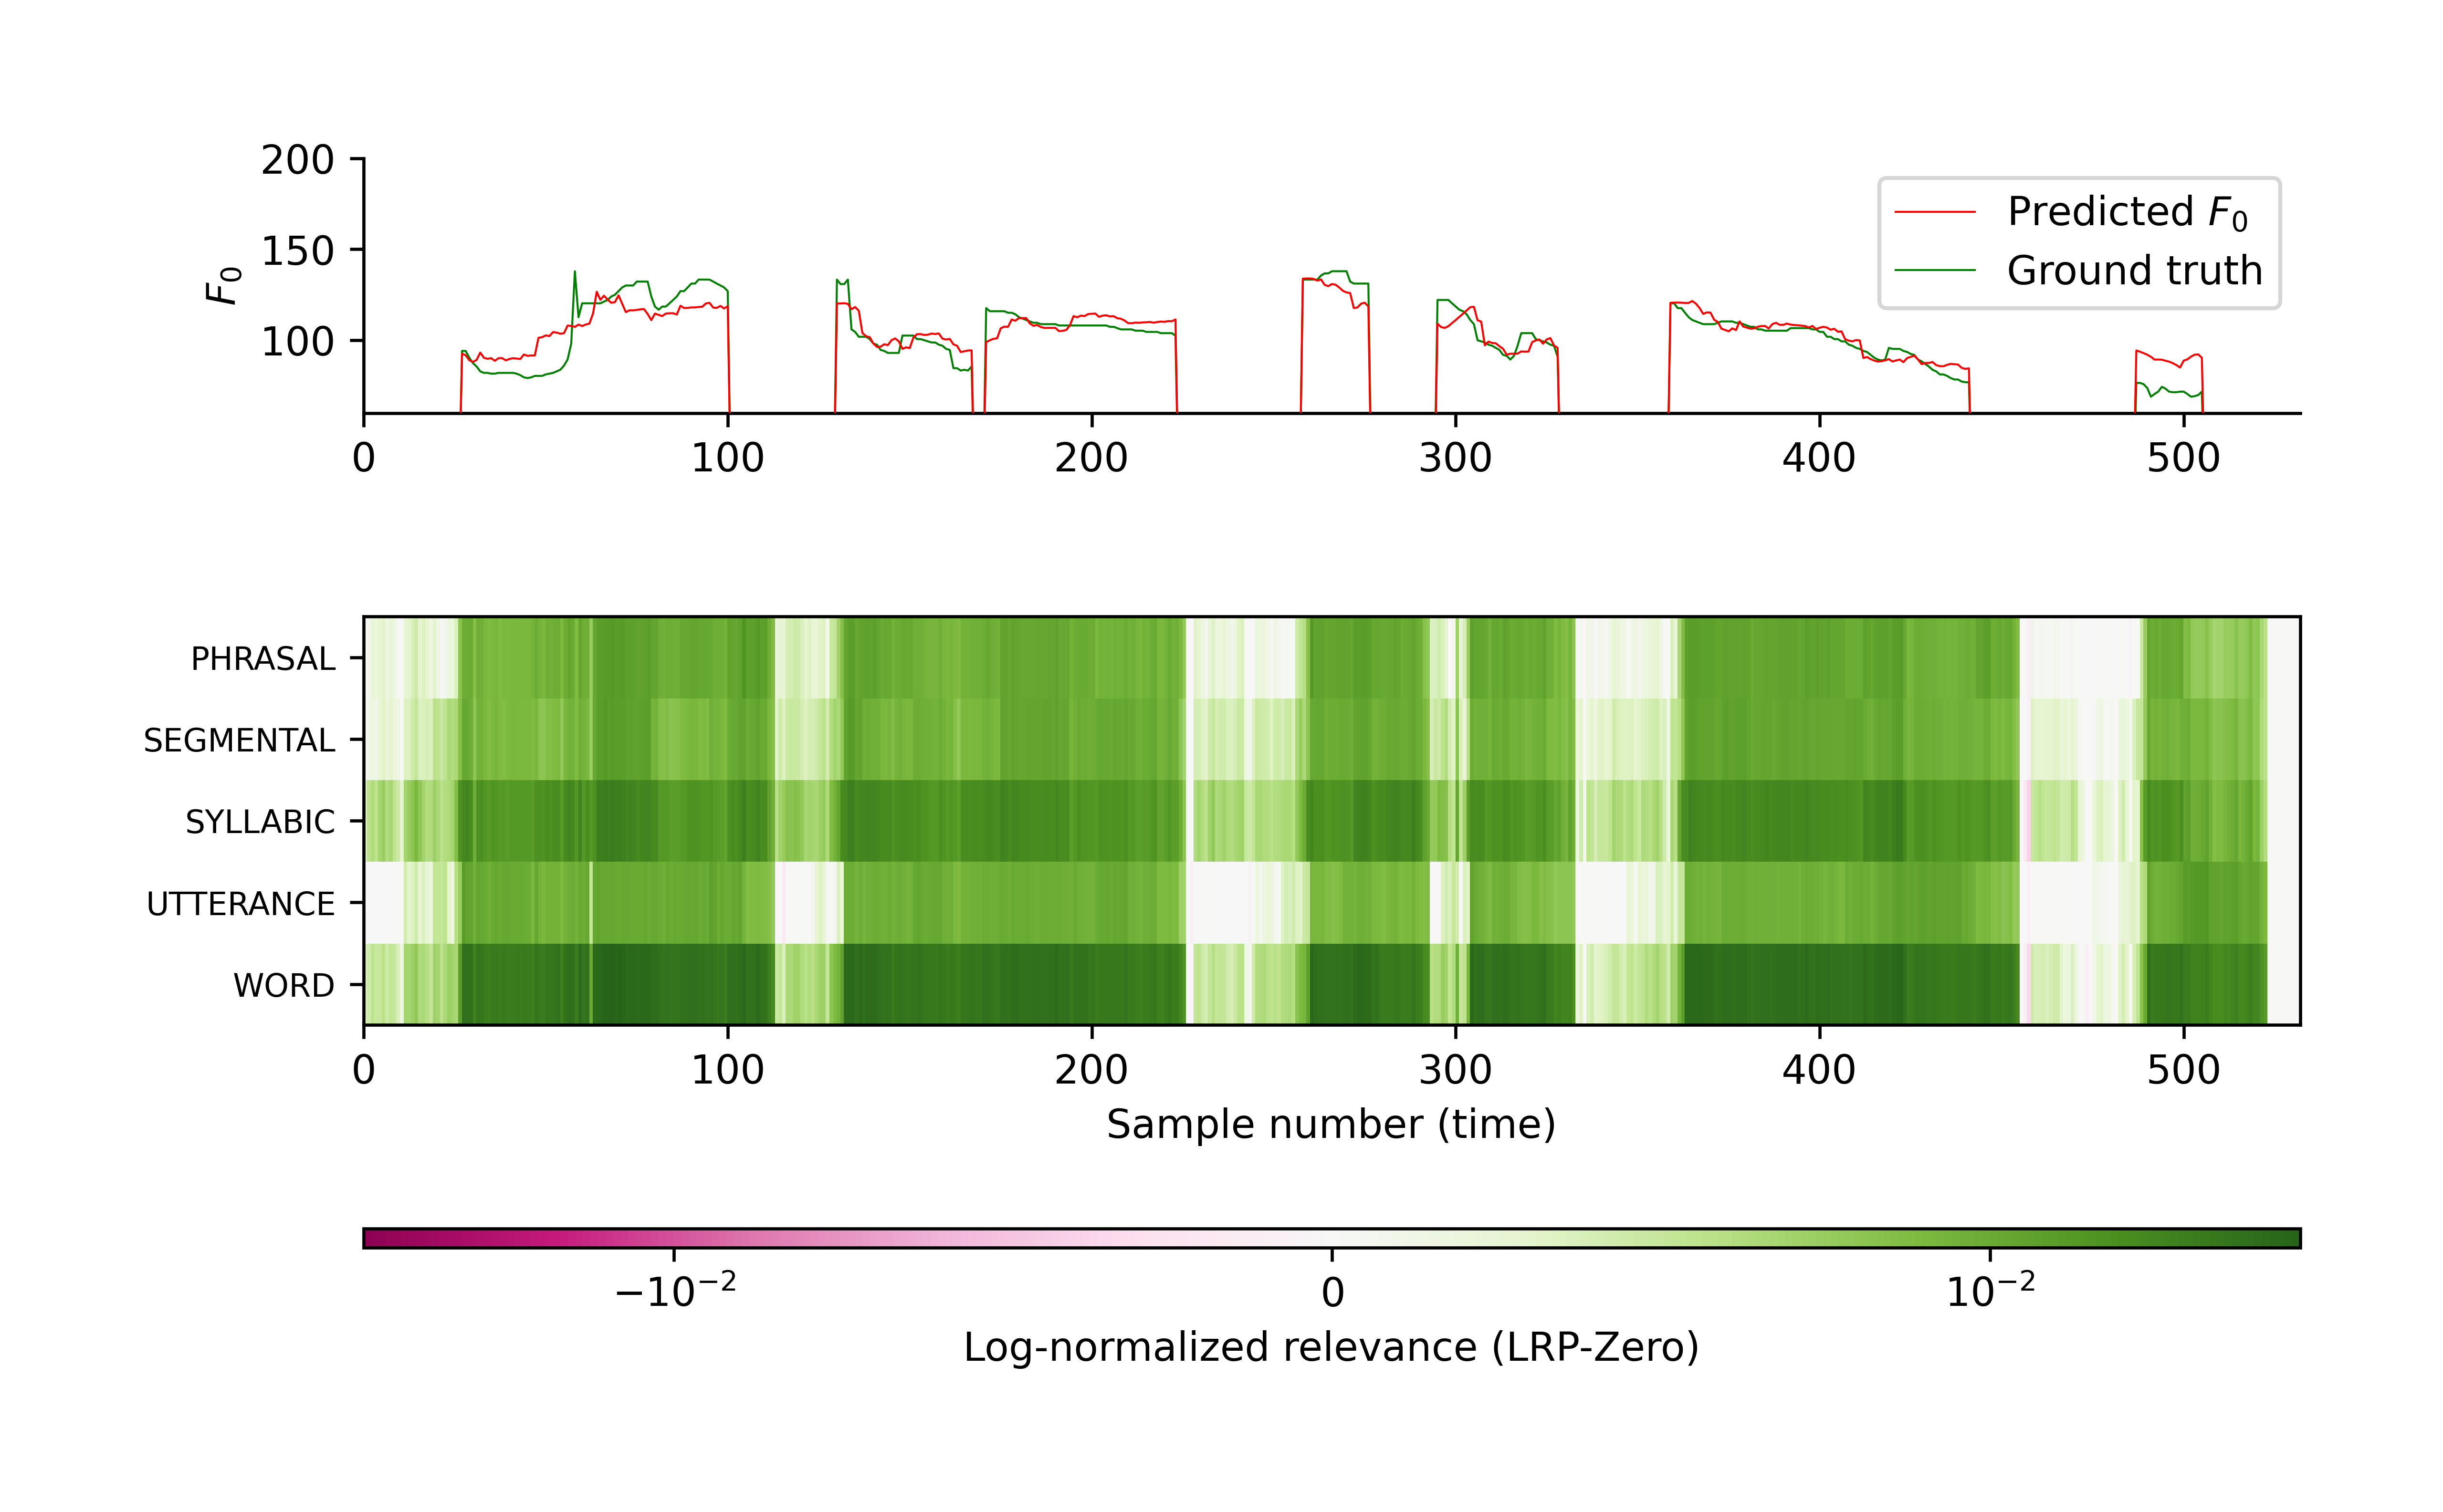 200
150
100
F₀
Predicted F₀
Ground truth
0 100 200 300 400 500
PHRASAL
SEGMENTAL
SYLLABIC
UTTERANCE
WORD
0 100 200 300 400 500
Sample number (time)
−10⁻² 0 10⁻²
Log-normalized relevance (LRP-Zero)